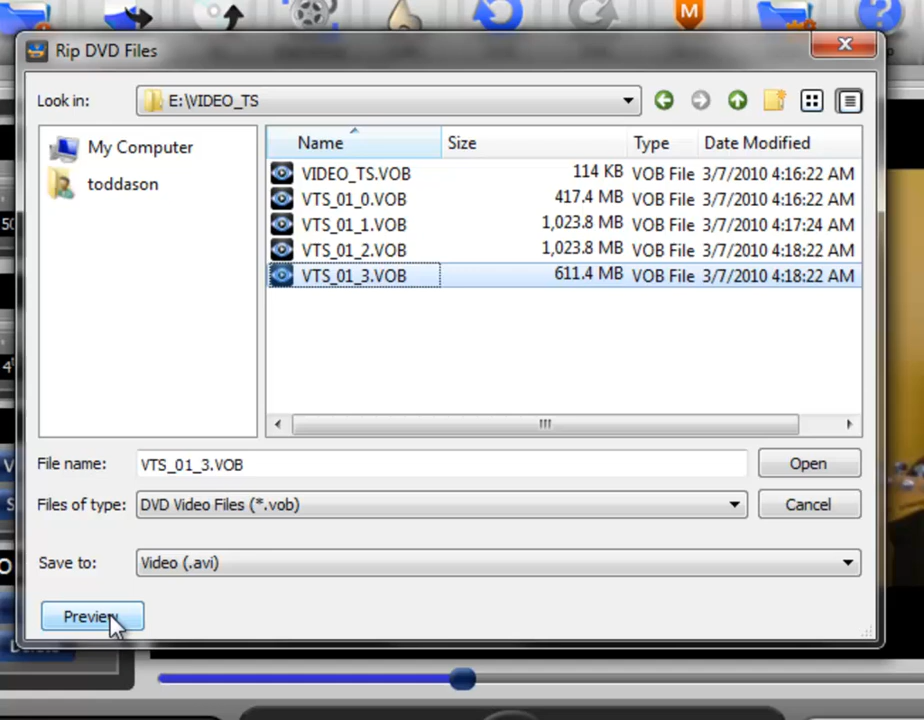 M
?
Rip DVD Files
Look in: E:\VIDEO_TS
My Computer
toddason
Name Size Type Date Modified
VIDEO_TS.VOB 114 KB VOB File 3/7/2010 4:16:22 AM
VTS_01_0.VOB 417.4 MB VOB File 3/7/2010 4:16:22 AM
VTS_01_1.VOB 1,023.8 MB VOB File 3/7/2010 4:17:24 AM
VTS_01_2.VOB 1,023.8 MB VOB File 3/7/2010 4:18:22 AM
VTS_01_3.VOB 611.4 MB VOB File 3/7/2010 4:18:22 AM
File name: VTS_01_3.VOB Open
Files of type: DVD Video Files (*.vob) Cancel
Save to: Video (.avi)
Preview